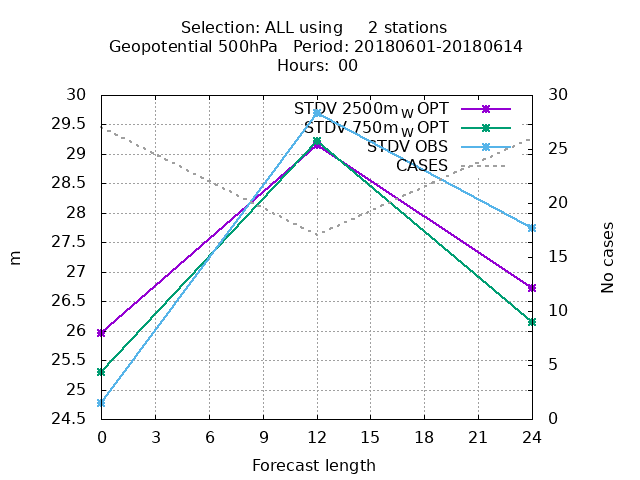 Selection: ALL using     2 stations
Geopotential 500hPa   Period: 20180601-20180614
Hours: 00
30 30
STDV 2500m_W OPT
29.5
STDV 750m_W OPT
29 25
STDV OBS
CASES
28.5
28 20
27.5
m No cases
27 15
26.5
26 10
25.5 5
25
24.5 0
0 3 6 9 12 15 18 21 24
Forecast length